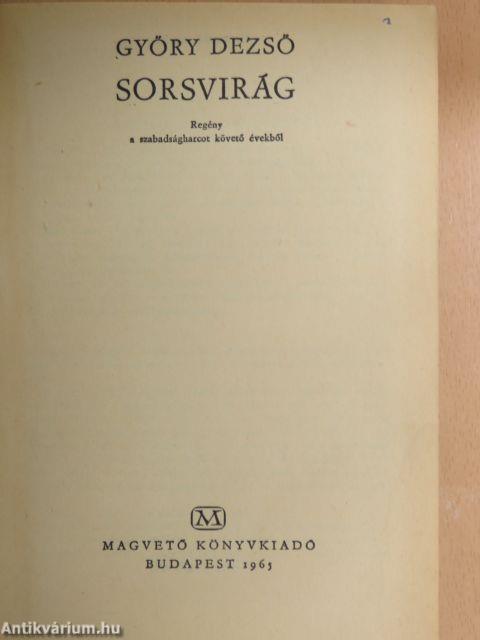 GYŐRY DEZSŐ
SORSVIRÁG
Regény
a szabadságharcot követő évekből
M
MAGVETŐ KÖNYVKIADÓ
BUDAPEST 1965
Antikvárium.hu